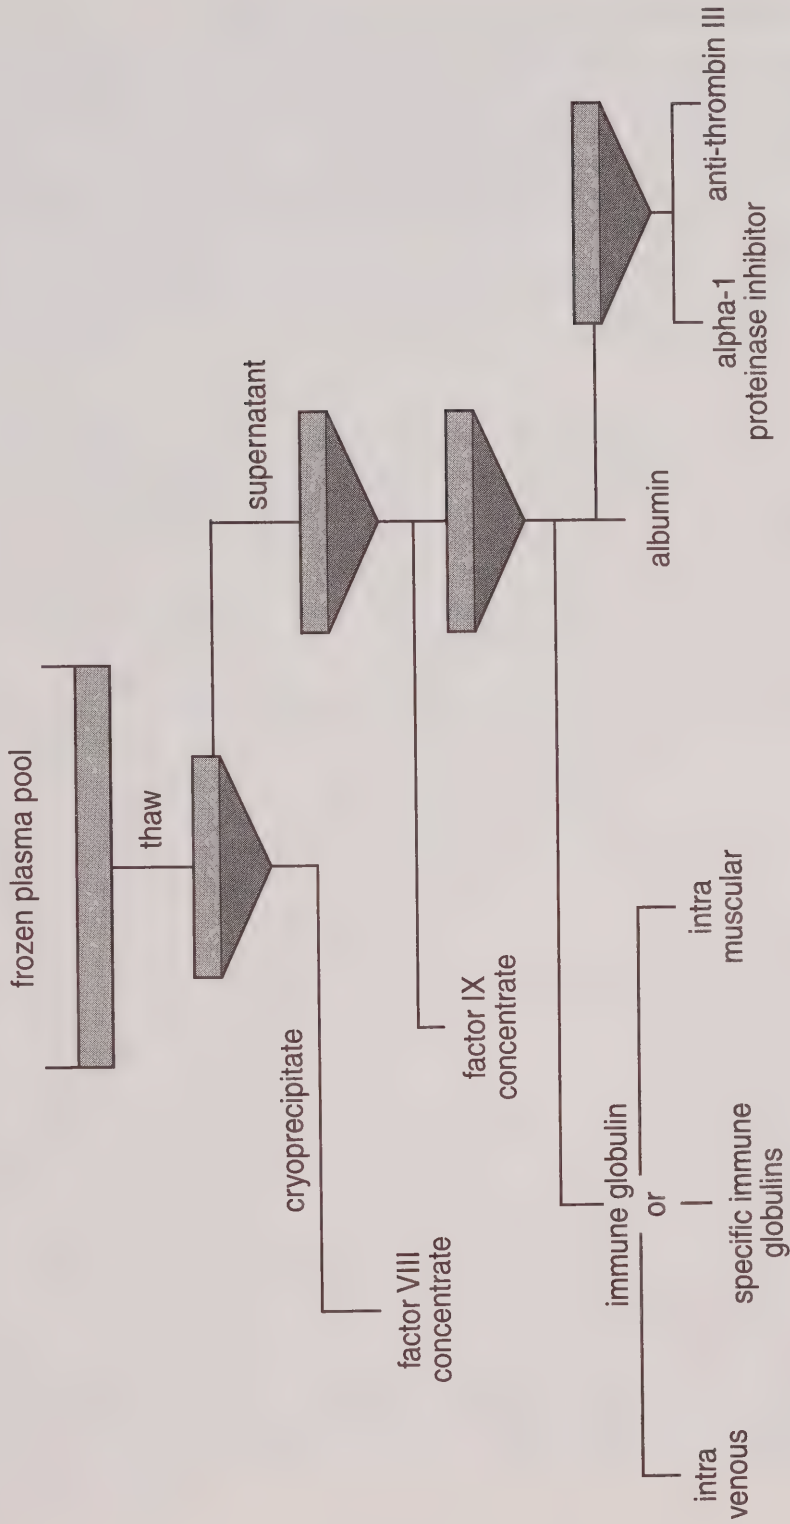 frozen plasma pool
thaw
supernatant
cryoprecipitate
factor VIII
concentrate
factor IX
concentrate
immune globulin
or
intra
venous
specific immune
globulins
intra
muscular
albumin
alpha-1
proteinase inhibitor
anti-thrombin III